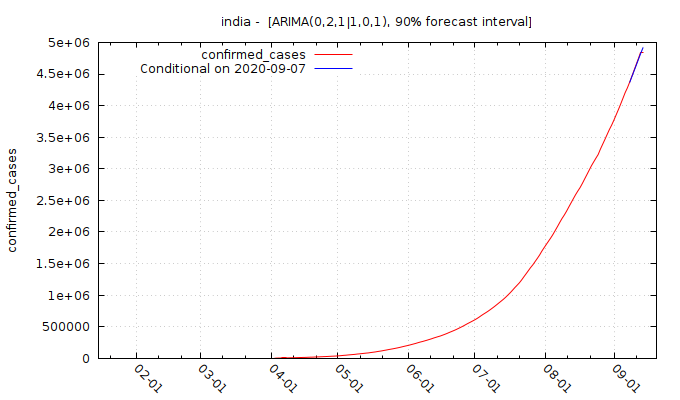 india -  [ARIMA(0,2,1|1,0,1), 90% forecast interval]
confirmed_cases
Conditional on 2020-09-07
confirmed_cases
5e+06
4.5e+06
4e+06
3.5e+06
3e+06
2.5e+06
2e+06
1.5e+06
1e+06
500000
0
02-01
03-01
04-01
05-01
06-01
07-01
08-01
09-01